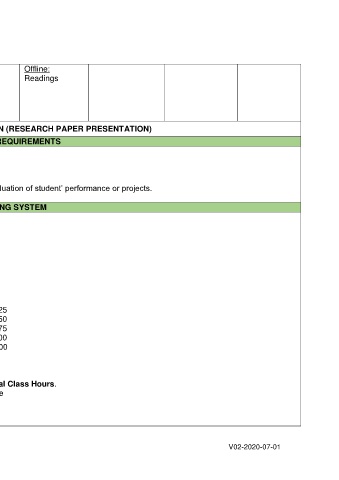 Offline:
Readings
N (RESEARCH PAPER PRESENTATION)
REQUIREMENTS
luation of student' performance or projects.
NG SYSTEM
25
50
75
00
00
al Class Hours.
e
V02-2020-07-01